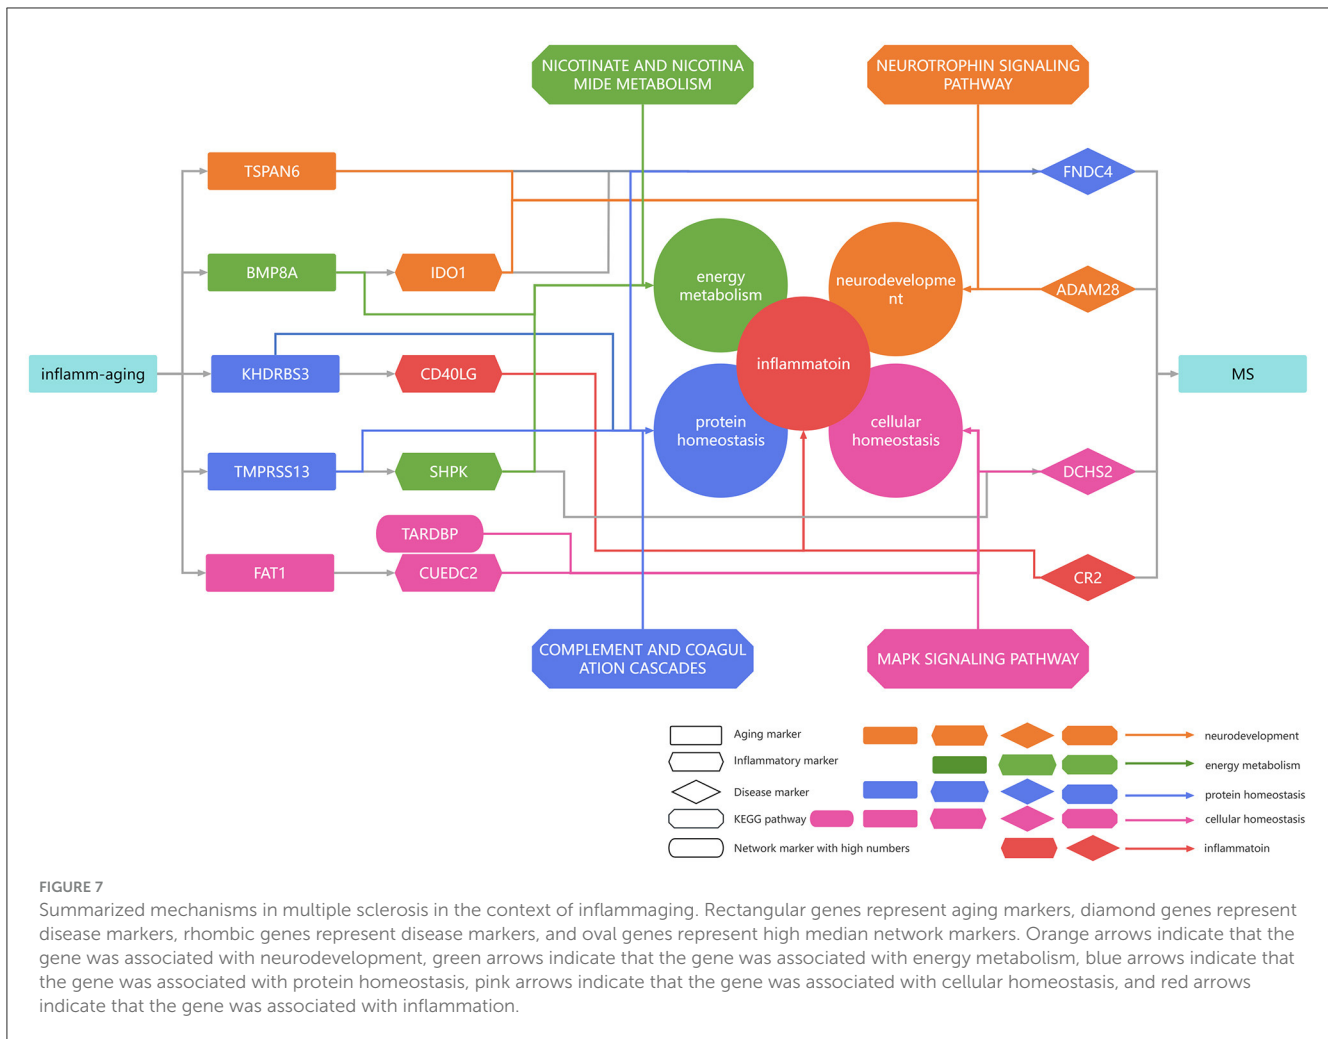 NICOTINATE AND NICOTINA
MIDE METABOLISM
NEUROTROPHIN SIGNALING
PATHWAY
TSPAN6
FNDC4
BMP8A
IDO1
energy
metabolism
neurodevelopme
nt
ADAM28
inflamm-aging
KHDRBS3
CD40LG
inflammatoin
MS
protein
homeostasis
cellular
homeostasis
TMPRSS13
SHPK
DCHS2
TARDBP
FAT1
CUEDC2
CR2
COMPLEMENT AND COAGUL
ATION CASCADES
MAPK SIGNALING PATHWAY
Aging marker
neurodevelopment
Inflammatory marker
energy metabolism
Disease marker
protein homeostasis
KEGG pathway
cellular homeostasis
Network marker with high numbers
inflammatoin
FIGURE 7
Summarized mechanisms in multiple sclerosis in the context of inflammaging. Rectangular genes represent aging markers, diamond genes represent
disease markers, rhombic genes represent disease markers, and oval genes represent high median network markers. Orange arrows indicate that the
gene was associated with neurodevelopment, green arrows indicate that the gene was associated with energy metabolism, blue arrows indicate that
the gene was associated with protein homeostasis, pink arrows indicate that the gene was associated with cellular homeostasis, and red arrows
indicate that the gene was associated with inflammation.